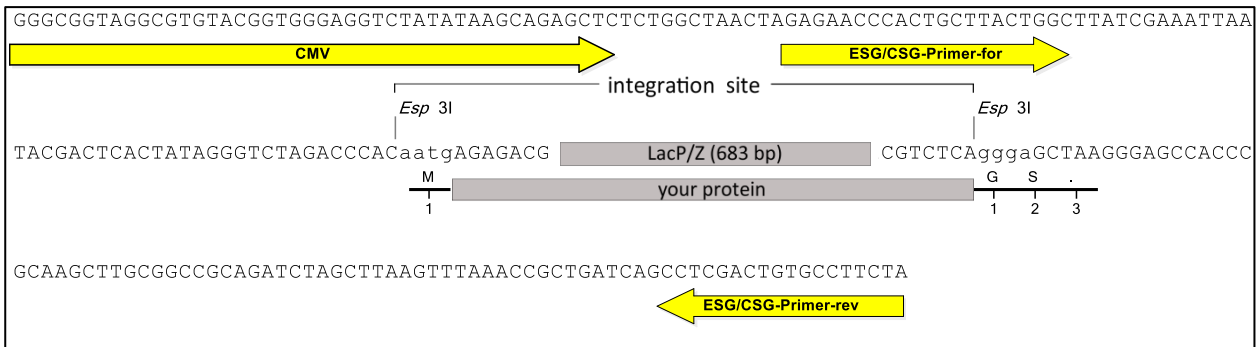 GGGCGGTAGGCGTGTACGGTGGGAGGTCTATATAAGCAGAGCTCTCTGGCTAACTAGAGAACCCACTGCTTACTGGCTTATCGAAATTAA
CMV ESG/CSG-Primer-for
integration site
Esp 3I Esp 3I
TACGACTCACTATAGGGTCTAGACCCACaatgAGAGACG LacP/Z (683 bp) CGTCTCAgggaGCTAAGGGAGCCACCC
M your protein G S .
1 1 2 3
GCAAGCTTGCGGCCGCAGATCTAGCTTAAGTTTAAACCGCTGATCAGCCTCGACTGTGCCTTCTA
ESG/CSG-Primer-rev